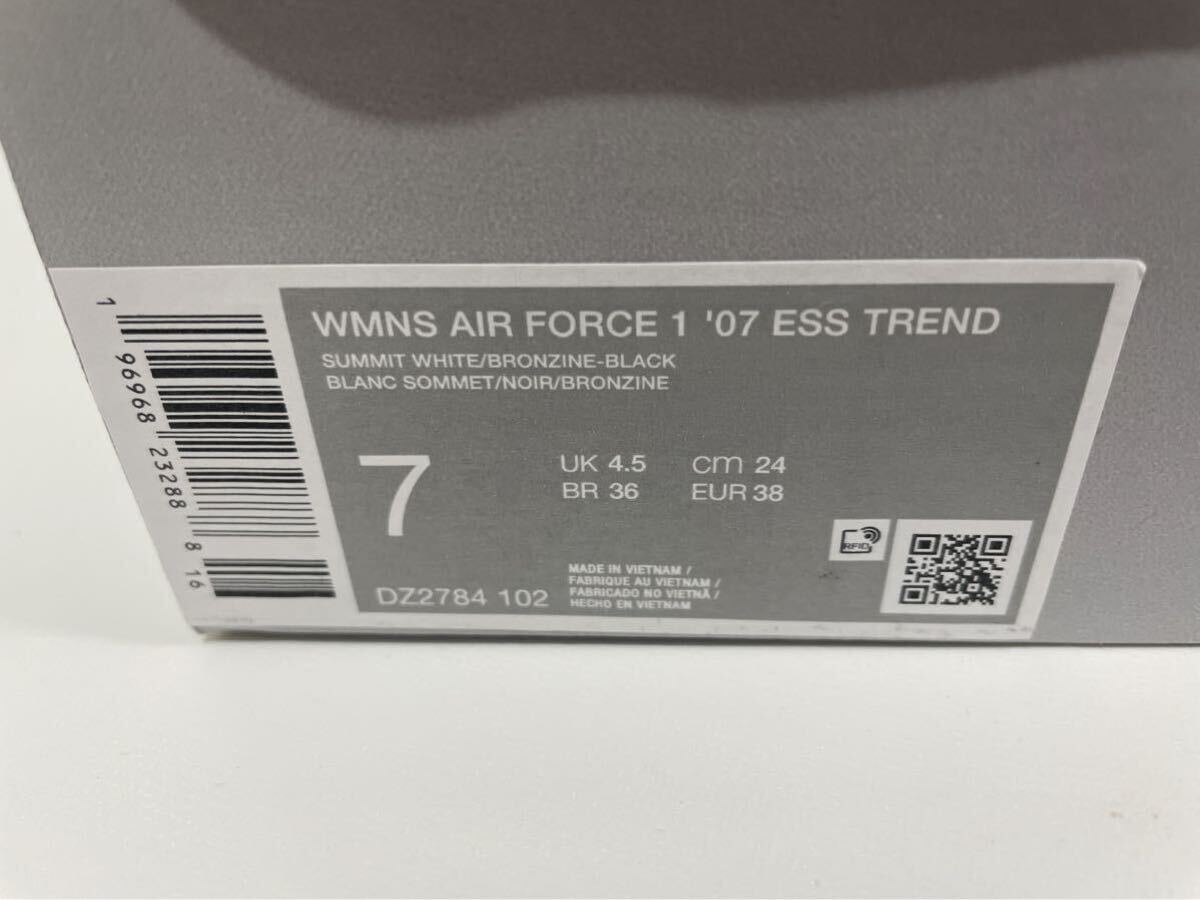 WMNS AIR FORCE 1 '07 ESS TREND
SUMMIT WHITE/BRONZINE-BLACK
BLANC SOMMET/NOIR/BRONZINE
7
UK 4.5
cm 24
BR 36
EUR 38
RFID
DZ2784 102
MADE IN VIETNAM /
FABRIQUE AU VIETNAM /
FABRICADO NO VIETNÃ /
HECHO EN VIETNAM
1 96968 23288 8 16